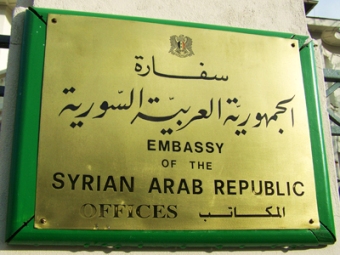 سفارة
الجمهورية العربية السورية
EMBASSY
OF THE
SYRIAN ARAB REPUBLIC
OFFICES المكاتب